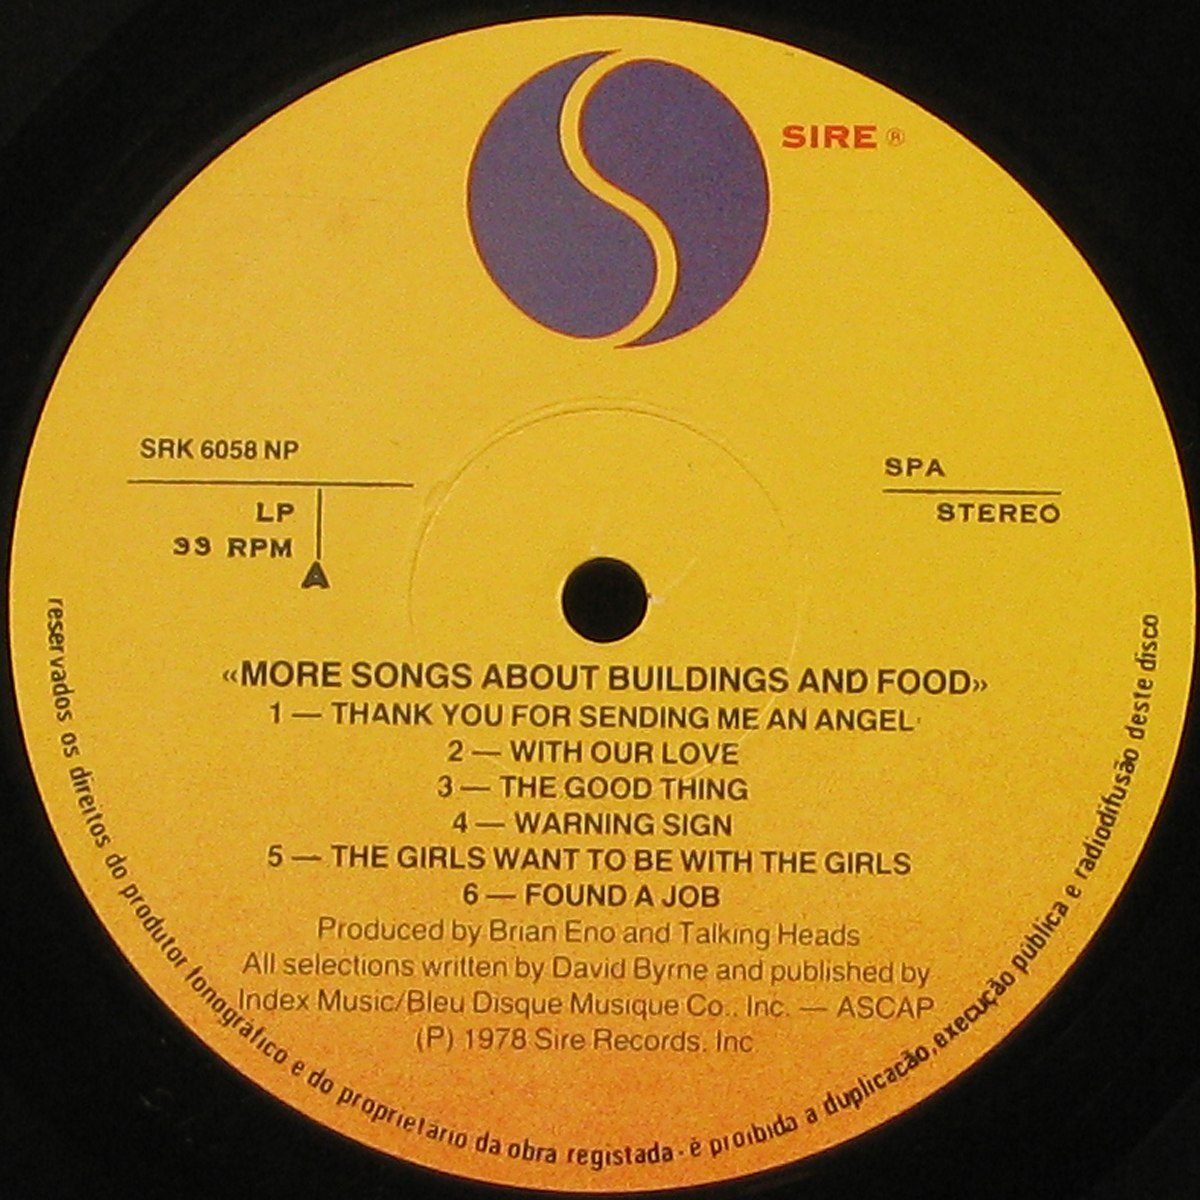 SIRE ®
SRK 6058 NP
LP
33 RPM
A
SPA
STEREO
«MORE SONGS ABOUT BUILDINGS AND FOOD»
1 — THANK YOU FOR SENDING ME AN ANGEL
2 — WITH OUR LOVE
3 — THE GOOD THING
4 — WARNING SIGN
5 — THE GIRLS WANT TO BE WITH THE GIRLS
6 — FOUND A JOB
Produced by Brian Eno and Talking Heads
All selections written by David Byrne and published by
Index Music/Bleu Disque Musique Co., Inc. — ASCAP
(P) 1978 Sire Records, Inc
reservados os direitos do produtor fonográfico e do proprietário da obra registada - é proibida a duplicação, execução pública e radiodifusão deste disco